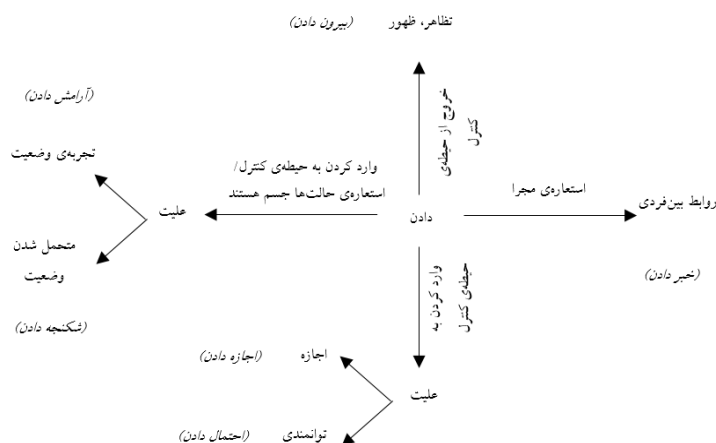 تظاهر، ظهور (بیرون دادن)
خروج از حیطه‌ی
کنترل
(آرامش دادن)
تجربه‌ی وضعیت
وارد کردن به حیطه‌ی کنترل/
استعاره‌ی حالت‌ها جسم هستند
علیت
متحمل شدن
وضعیت
(شکنجه دادن)
دادن
استعاره‌ی مجرا
روابط بین‌فردی
(خبر دادن)
وارد کردن به
حیطه‌ی کنترل
علیت
اجازه (اجازه دادن)
توانمندی (احتمال دادن)